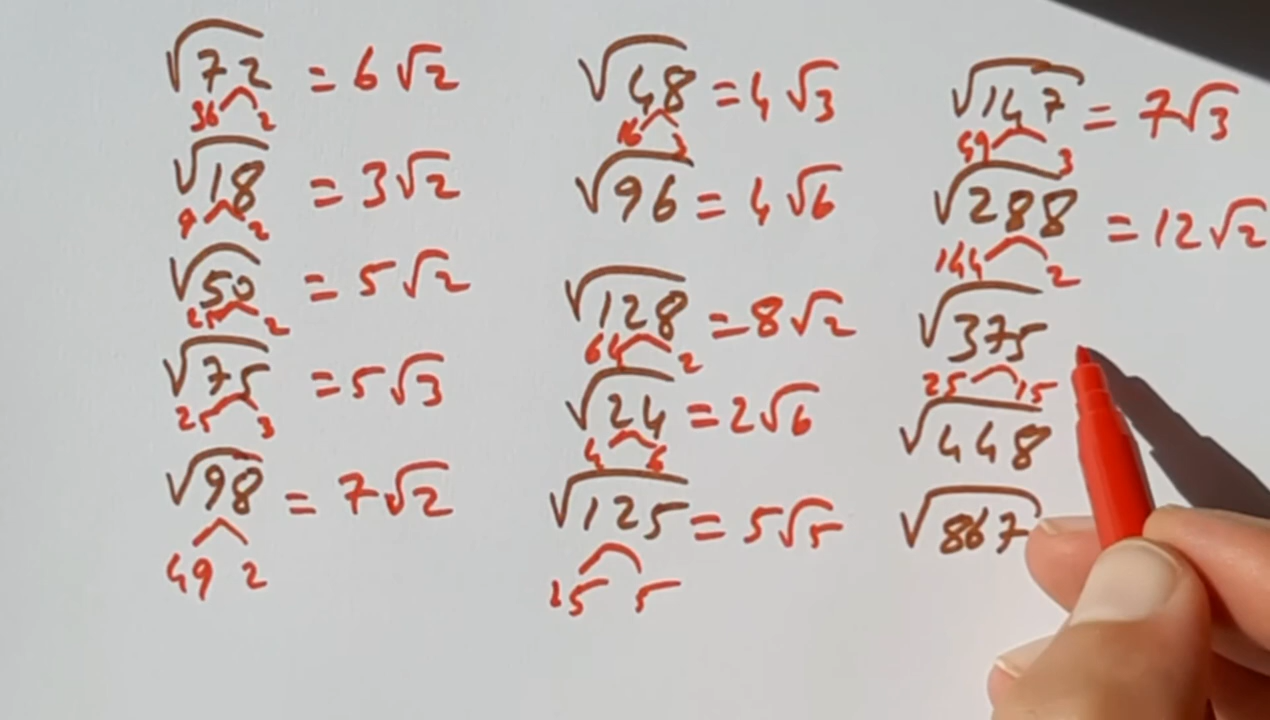 √72 = 6√2
36 2
√18 = 3√2
9 2
√50 = 5√2
25 2
√75 = 5√3
25 3
√98 = 7√2
49 2
√48 = 4√3
16 3
√96 = 4√6
√128 = 8√2
64 2
√24 = 2√6
4 6
√125 = 5√5
25 5
√147 = 7√3
49 3
√288 = 12√2
144 2
√375
25 15
√448
√867